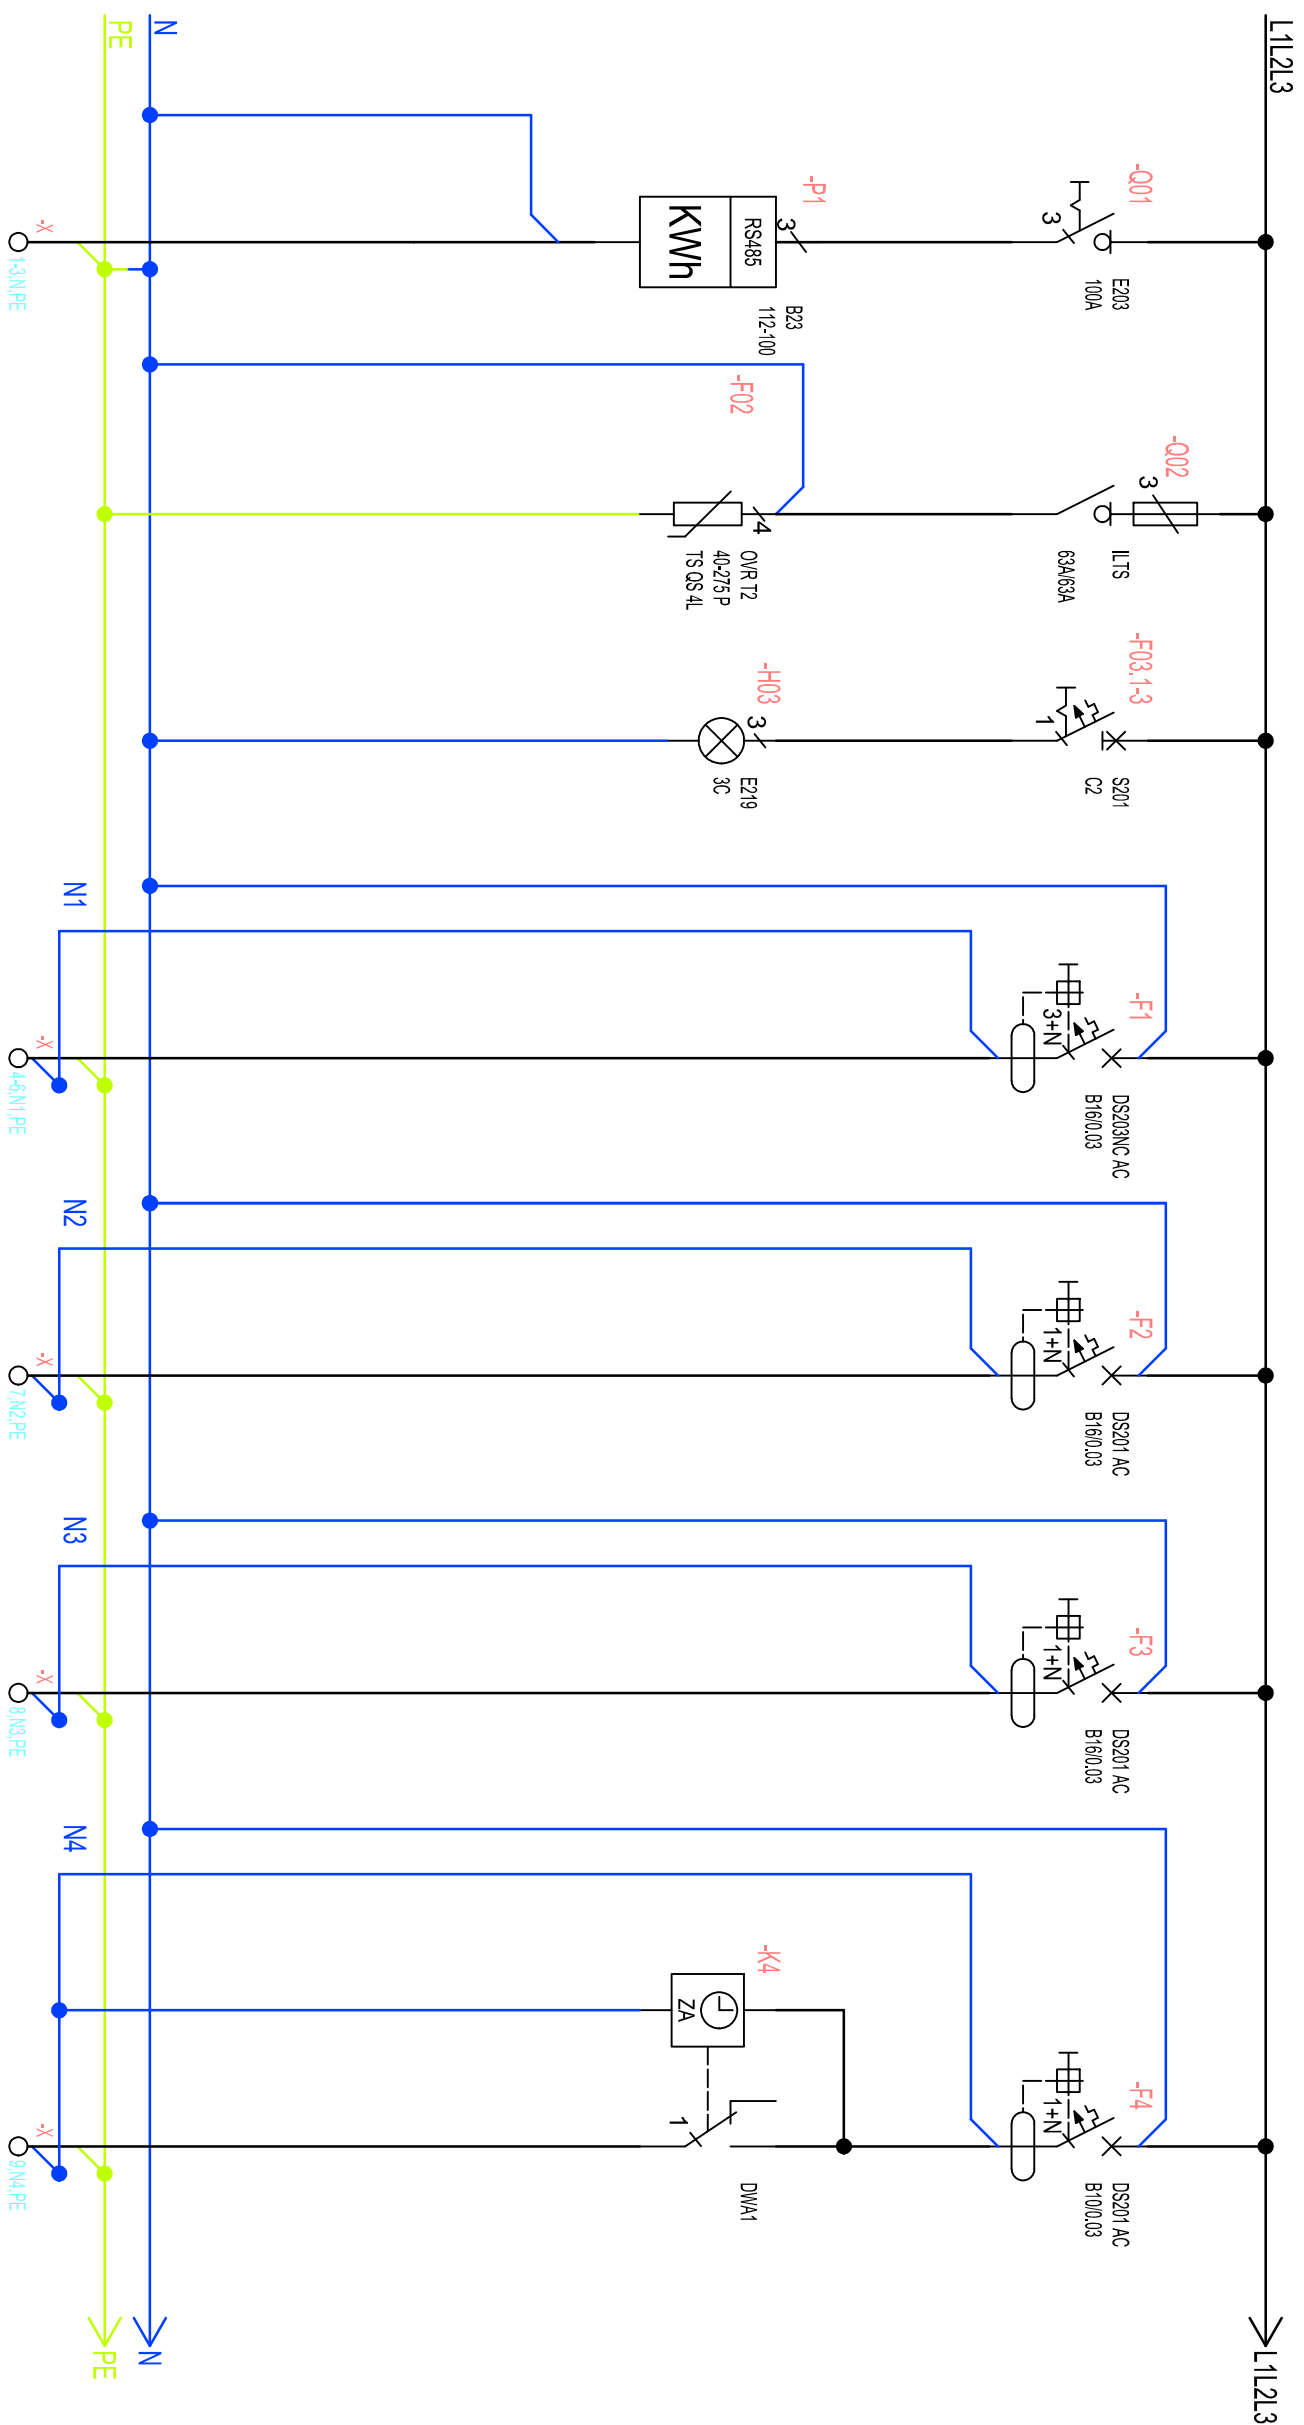 L1L2L3
N
PE
-Q01
3
E203
100A
-P1
3
RS485
KWh
B23
112-100
-X
1-3,N,PE
-Q02
3
ILTS
63A/63A
-F02
4
OVR T2
40-275 P
TS QS 4L
-F03.1-3
1
S201
C2
-H03
3
E219
3C
N1
-F1
3+N
DS203NC AC
B16/0.03
-X
4-6,N1,PE
N2
-F2
1+N
DS201 AC
B16/0.03
-X
7,N2,PE
N3
-F3
1+N
DS201 AC
B16/0.03
-X
8,N3,PE
N4
-F4
1+N
DS201 AC
B10/0.03
-K4
ZA
1
DWA1
-X
9,N4,PE
L1L2L3
N
PE